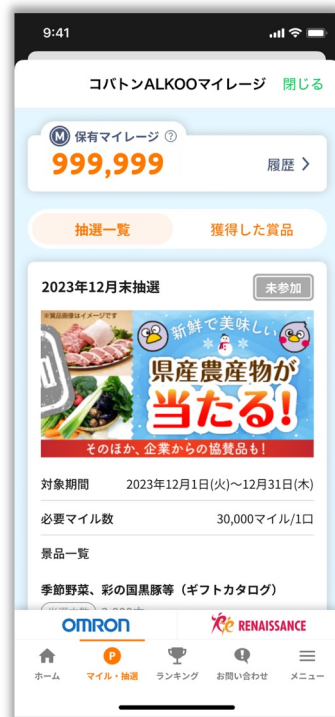 9:41
コバトンALKOOマイレージ 閉じる
M 保有マイレージ ?
999,999
履歴
抽選一覧 獲得した賞品
2023年12月末抽選 未参加
※賞品画像はイメージです
新鮮で美味しい
県産農産物が
当たる!
そのほか、企業からの協賛品も!
対象期間 2023年12月1日(火)〜12月31日(木)
必要マイル数 30,000マイル/1口
景品一覧
季節野菜、彩の国黒豚等（ギフトカタログ）
OMRON RENAISSANCE
P
ホーム マイル・抽選 ランキング お問い合わせ メニュー